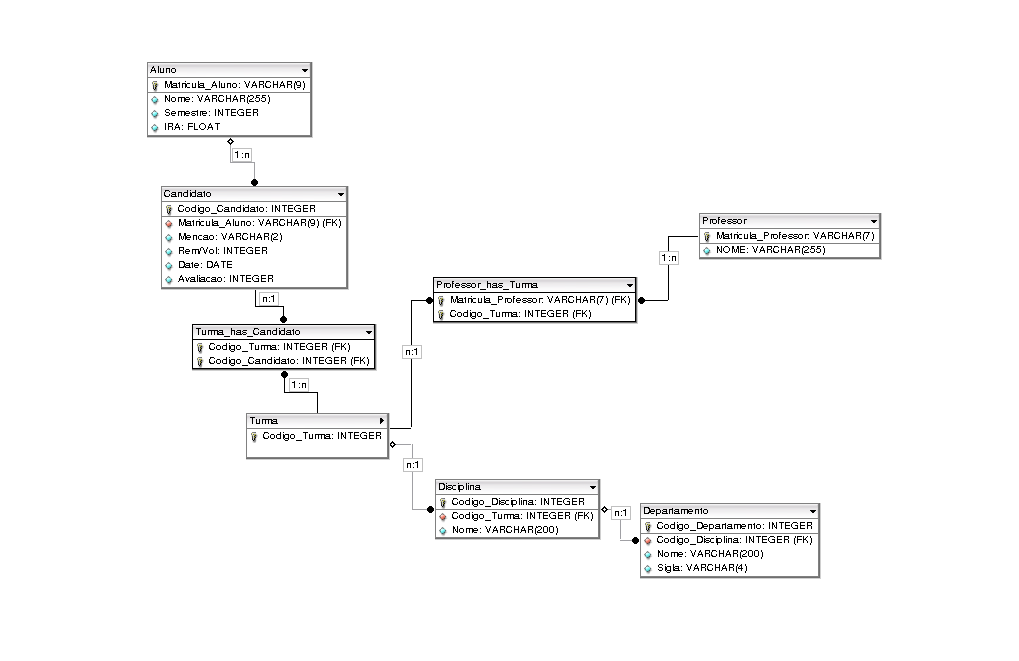 Aluno
Matricula_Aluno: VARCHAR(9)
Nome: VARCHAR(255)
Semestre: INTEGER
IRA: FLOAT
1:n
Candidato
Codigo_Candidato: INTEGER
Matricula_Aluno: VARCHAR(9) (FK)
Mencao: VARCHAR(2)
Rem/Vol: INTEGER
Date: DATE
Avaliacao: INTEGER
n:1
Turma_has_Candidato
Codigo_Turma: INTEGER (FK)
Codigo_Candidato: INTEGER (FK)
1:n
Turma
Codigo_Turma: INTEGER
n:1
Professor_has_Turma
Matricula_Professor: VARCHAR(7) (FK)
Codigo_Turma: INTEGER (FK)
1:n
Professor
Matricula_Professor: VARCHAR(7)
NOME: VARCHAR(255)
n:1
Disciplina
Codigo_Disciplina: INTEGER
Codigo_Turma: INTEGER (FK)
Nome: VARCHAR(200)
n:1
Departamento
Codigo_Departamento: INTEGER
Codigo_Disciplina: INTEGER (FK)
Nome: VARCHAR(200)
Sigla: VARCHAR(4)